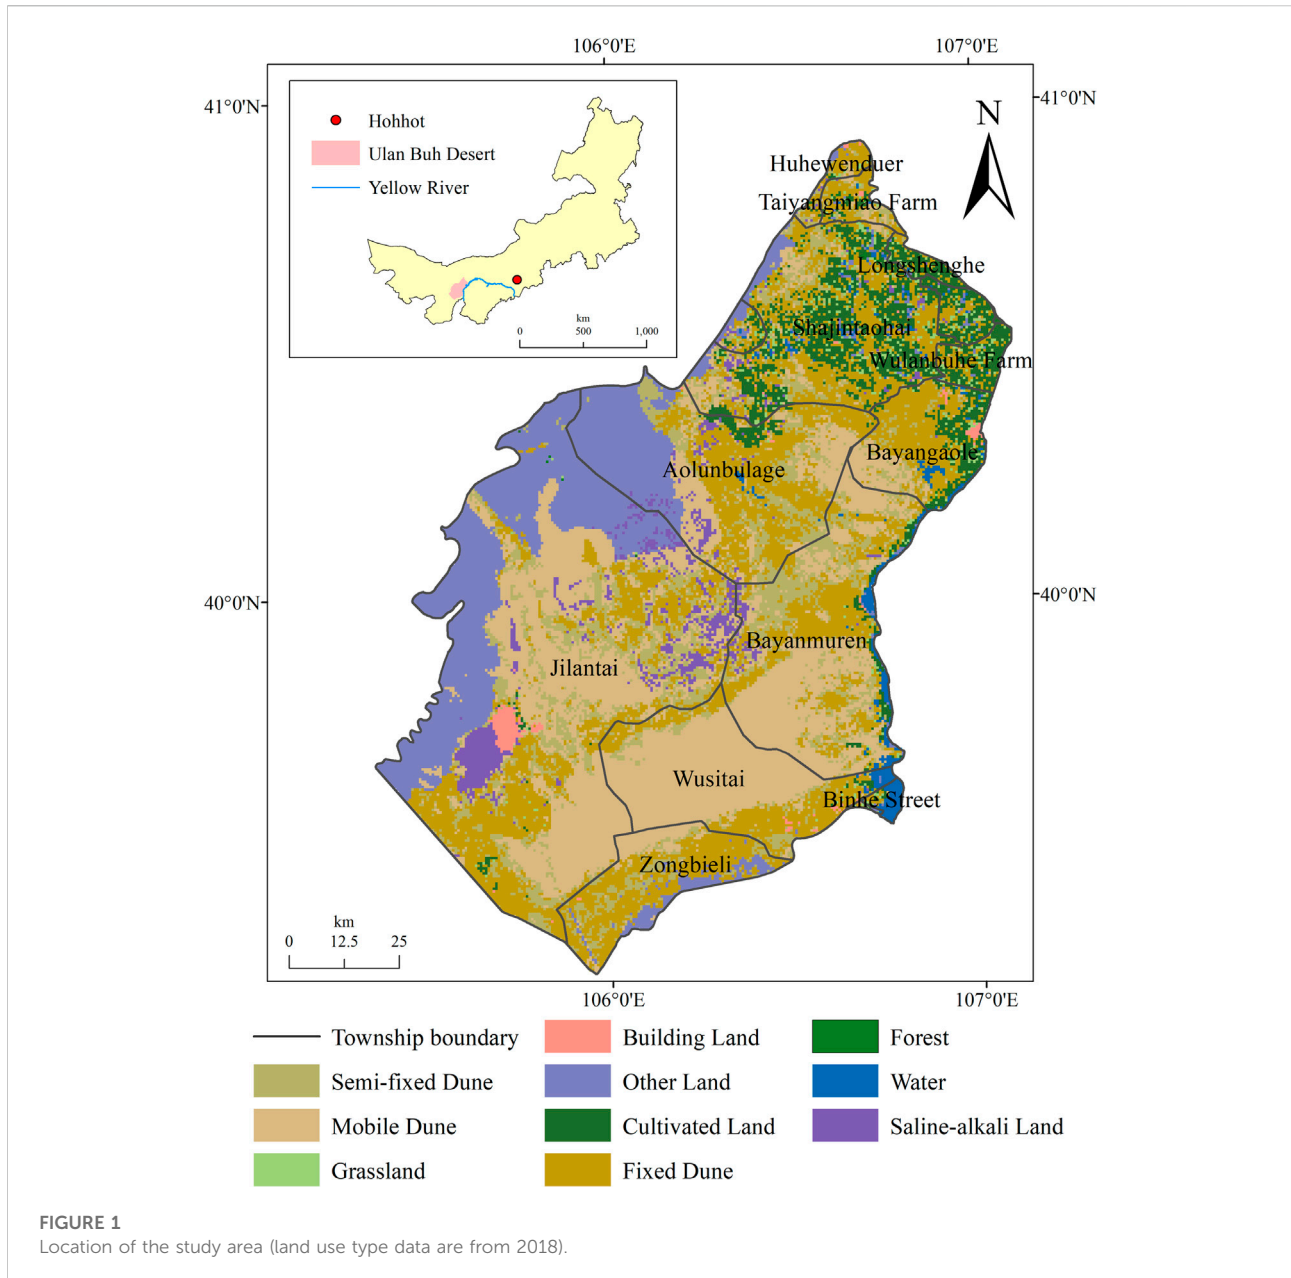 106°0'E
107°0'E
41°0'N
41°0'N
Hohhot
Ulan Buh Desert
Yellow River
km
0 500 1,000
N
Huhewenduer
Taiyangmiao Farm
Longshenghe
Shajintaohai
Wulanbuhe Farm
Bayangaole
Aolunbulage
40°0'N
40°0'N
Bayanmuren
Jilantai
Wusitai
Binhe Street
Zongbieli
km
0 12.5 25
106°0'E
107°0'E
Township boundary
Building Land
Forest
Semi-fixed Dune
Other Land
Water
Mobile Dune
Cultivated Land
Saline-alkali Land
Grassland
Fixed Dune
FIGURE 1
Location of the study area (land use type data are from 2018).